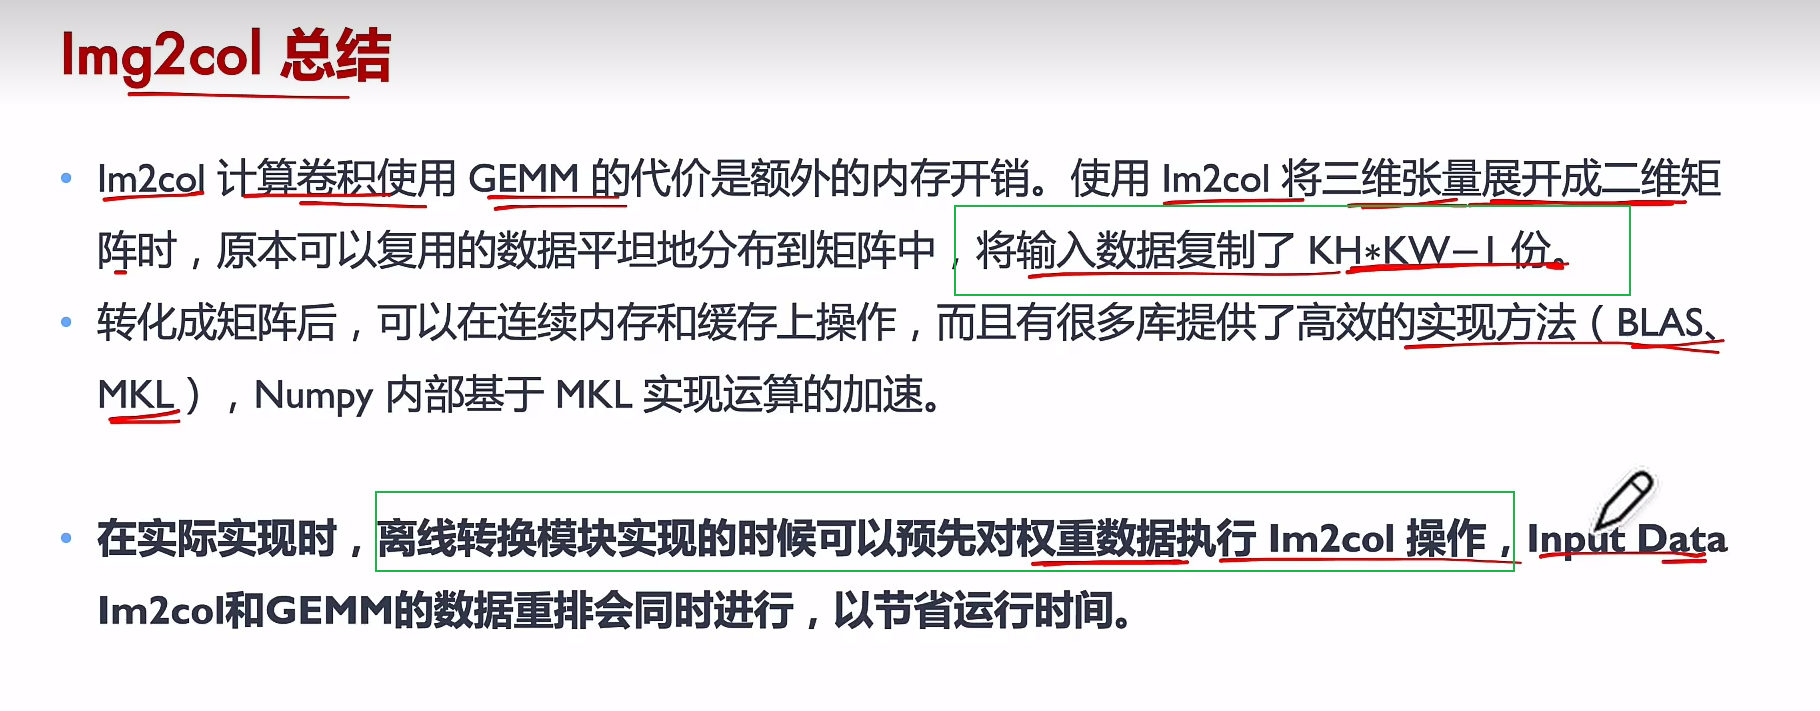 Img2col 总结
Im2col 计算卷积使用 GEMM 的代价是额外的内存开销。使用 Im2col 将三维张量展开成二维矩
阵时，原本可以复用的数据平坦地分布到矩阵中，将输入数据复制了 KH*KW−1 份。
转化成矩阵后，可以在连续内存和缓存上操作，而且有很多库提供了高效的实现方法（BLAS、
MKL），Numpy 内部基于 MKL 实现运算的加速。
在实际实现时，离线转换模块实现的时候可以预先对权重数据执行 Im2col 操作，Input Data
Im2col和GEMM的数据重排会同时进行，以节省运行时间。